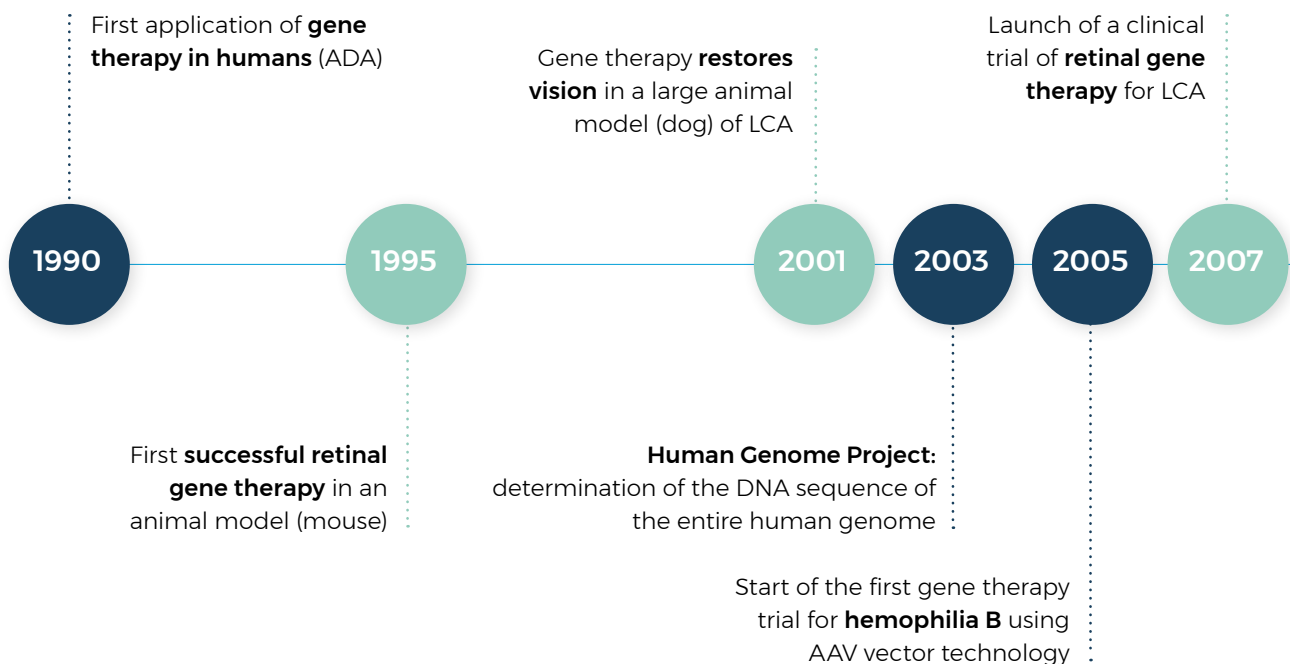 First application of gene
therapy in humans (ADA)
Gene therapy restores
vision in a large animal
model (dog) of LCA
Launch of a clinical
trial of retinal gene
therapy for LCA
1990
1995
2001
2003
2005
2007
First successful retinal
gene therapy in an
animal model (mouse)
Human Genome Project:
determination of the DNA sequence of
the entire human genome
Start of the first gene therapy
trial for hemophilia B using
AAV vector technology